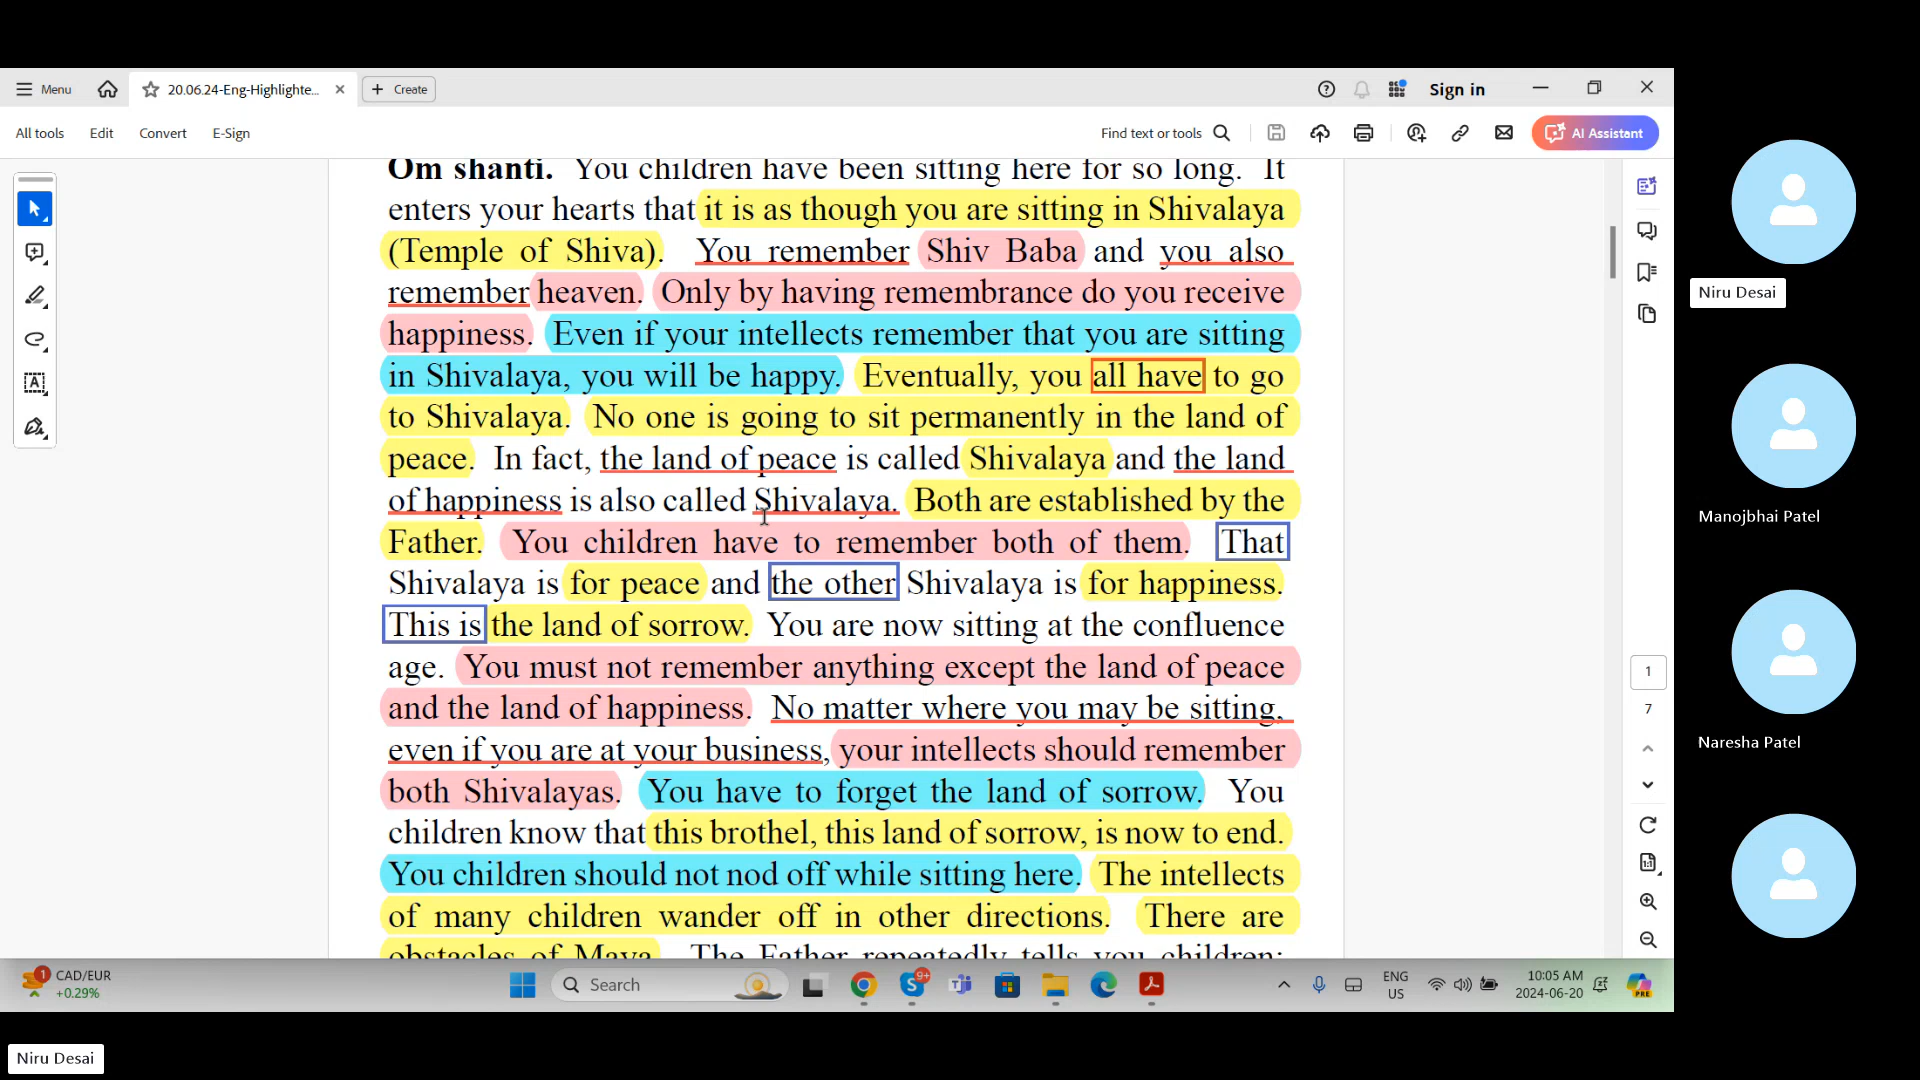 Menu
20.06.24-Eng-Highlighte...
Create
Sign in
All tools
Edit
Convert
E-Sign
Find text or tools
AI Assistant
Om shanti. You children have been sitting here for so long. It
enters your hearts that it is as though you are sitting in Shivalaya
(Temple of Shiva). You remember Shiv Baba and you also
remember heaven. Only by having remembrance do you receive
happiness. Even if your intellects remember that you are sitting
in Shivalaya, you will be happy. Eventually, you all have to go
to Shivalaya. No one is going to sit permanently in the land of
peace. In fact, the land of peace is called Shivalaya and the land
of happiness is also called Shivalaya. Both are established by the
Father. You children have to remember both of them. That
Shivalaya is for peace and the other Shivalaya is for happiness.
This is the land of sorrow. You are now sitting at the confluence
age. You must not remember anything except the land of peace
and the land of happiness. No matter where you may be sitting,
even if you are at your business, your intellects should remember
both Shivalayas. You have to forget the land of sorrow. You
children know that this brothel, this land of sorrow, is now to end.
You children should not nod off while sitting here. The intellects
of many children wander off in other directions. There are
obstacles of Maya. The Father repeatedly tells you children:
1
7
Niru Desai
Manojbhai Patel
Naresha Patel
1
CAD/EUR
+0.29%
Search
9+
ENG
US
10:05 AM
2024-06-20
PRE
Niru Desai